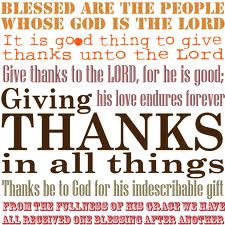 BLESSED ARE THE PEOPLE
WHOSE GOD IS THE LORD
It is good thing to give
thanks unto the Lord
Give thanks to the LORD, for he is good;
Giving his love endures forever
THANKS
in all things
Thanks be to God for his indescribable gift
FROM THE FULLNESS OF HIS GRACE WE HAVE
ALL RECEIVED ONE BLESSING AFTER ANOTHER